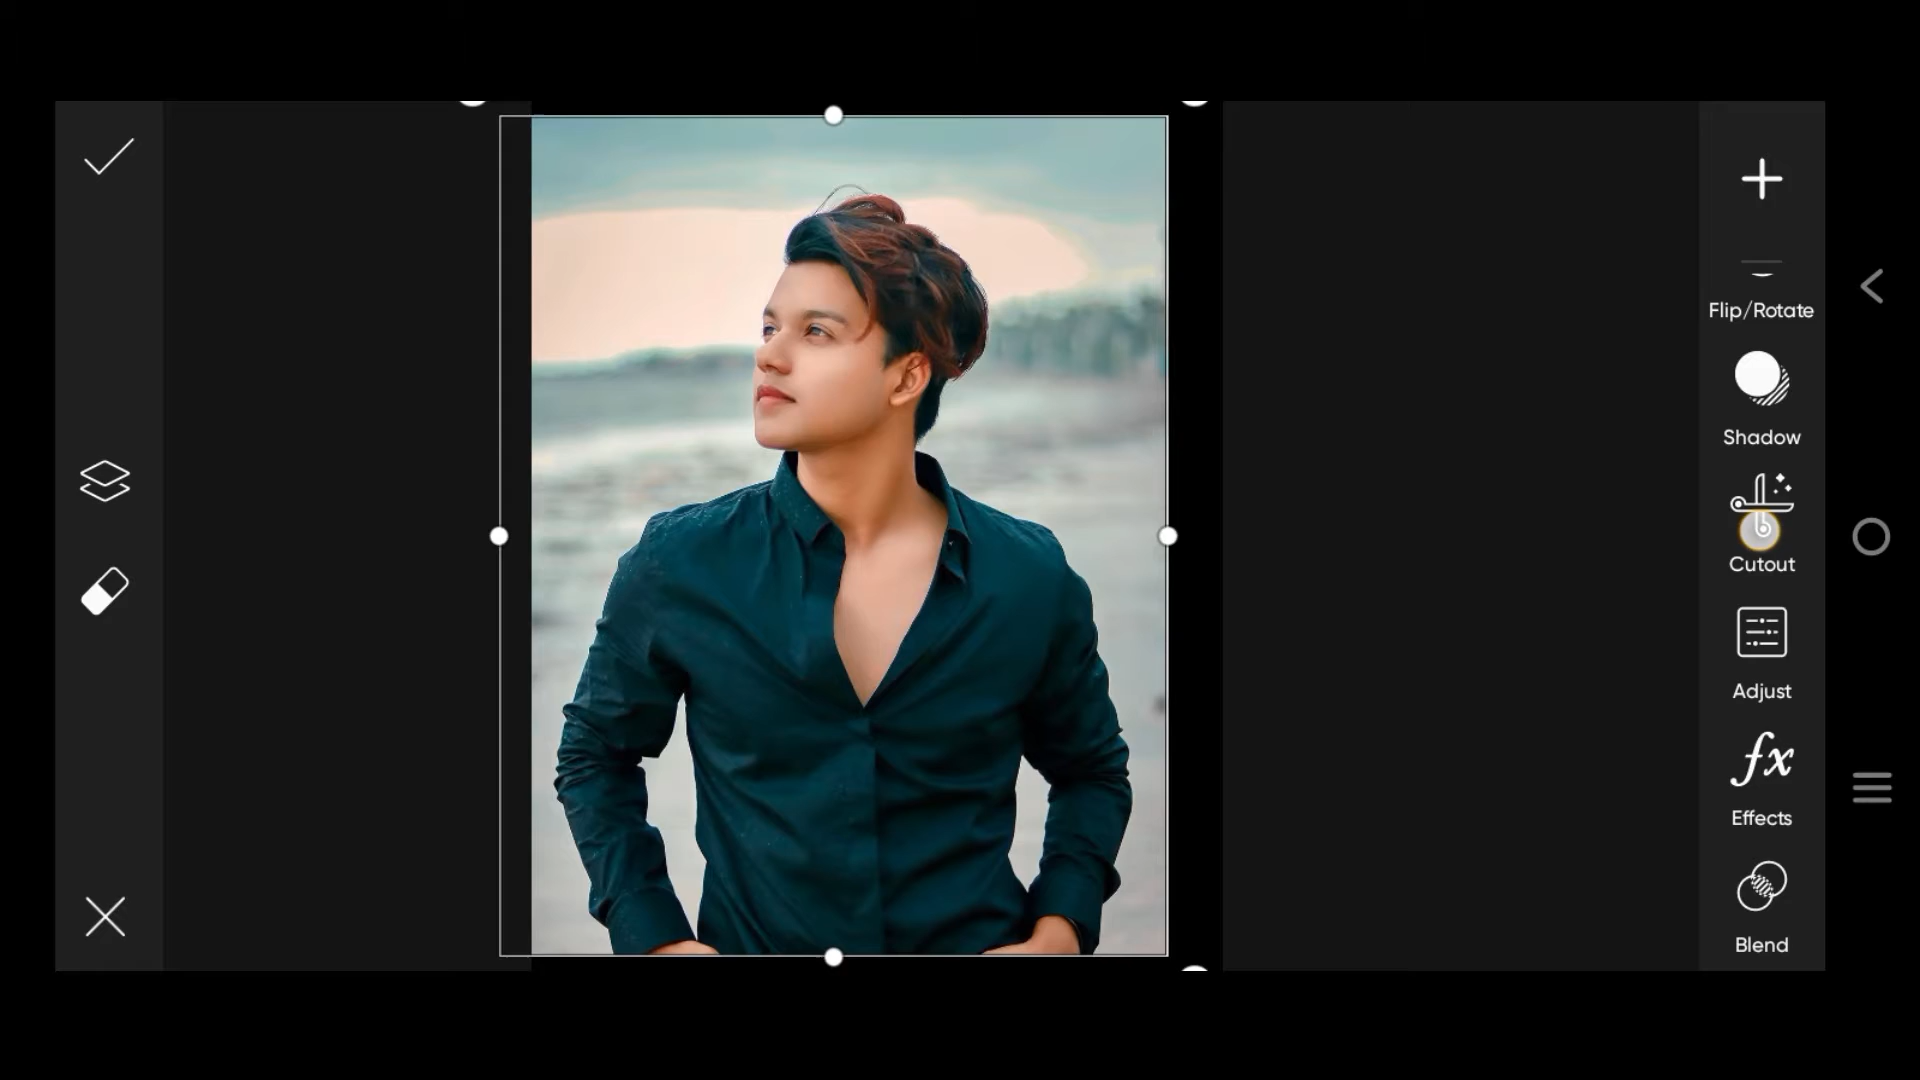 Flip/Rotate
Shadow
Cutout
Adjust
fx
Effects
Blend